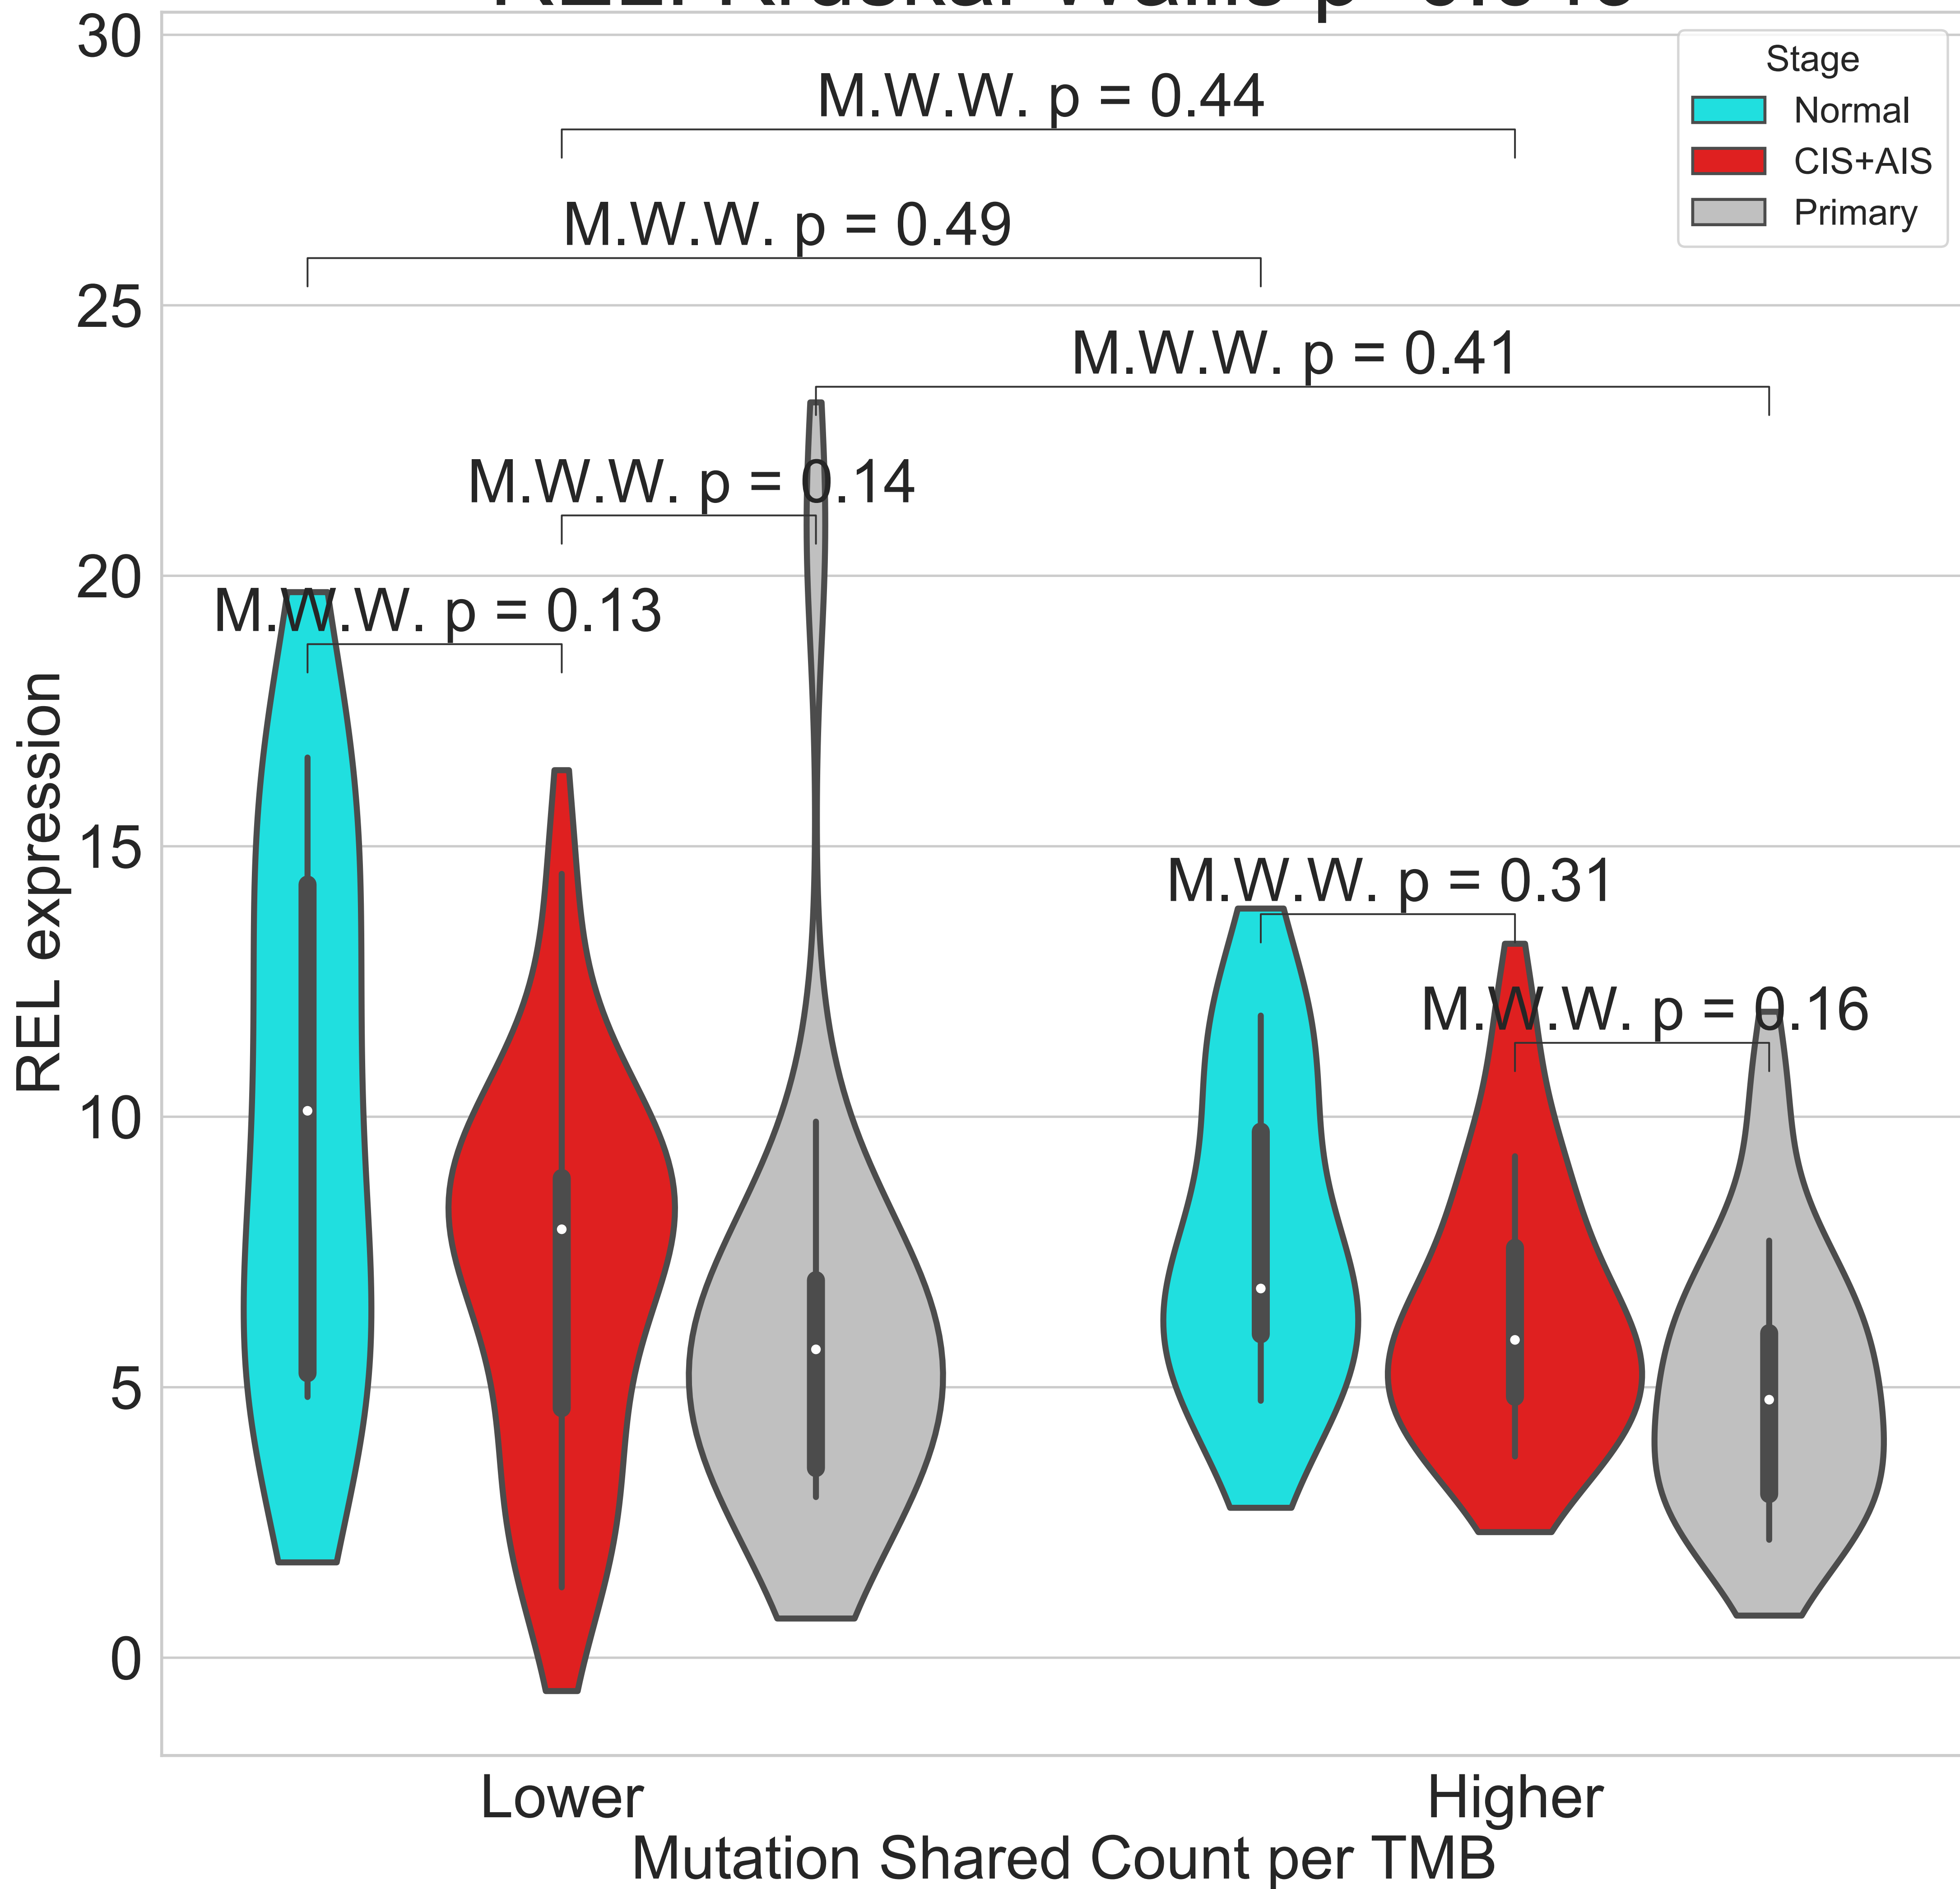 30
M.W.W. p = 0.44
M.W.W. p = 0.49
25
M.W.W. p = 0.41
M.W.W. p = 0.14
20
M.W.W. p = 0.13
15
M.W.W. p = 0.31
M.W.W. p = 0.16
10
5
0
REL expression
Stage
Normal
CIS+AIS
Primary
Lower
Higher
Mutation Shared Count per TMB